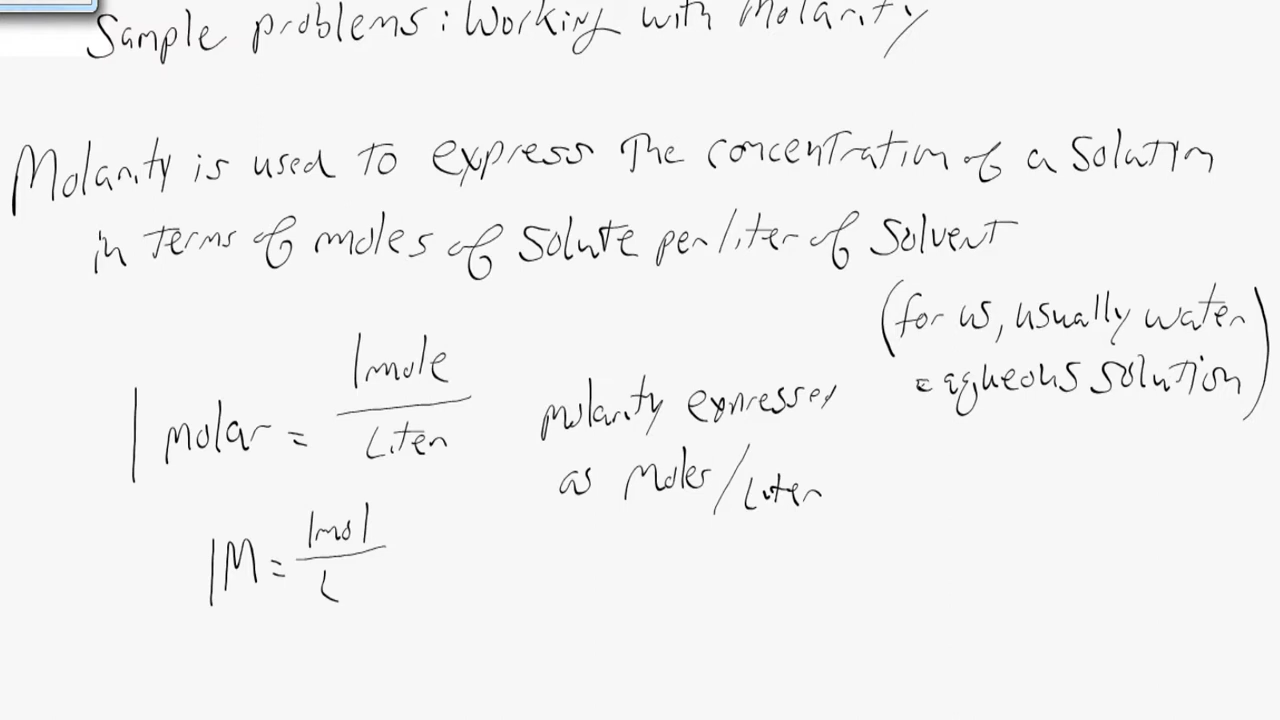 Sample problems: Working with Molarity
Molarity is used to express The concentration of a solution
in terms of moles of solute per liter of solvent
(for us, usually water
= aqueous solution)
1 molar = 1 mole / Liter
molarity expresses
as moles/Liter
1M = 1mol / L